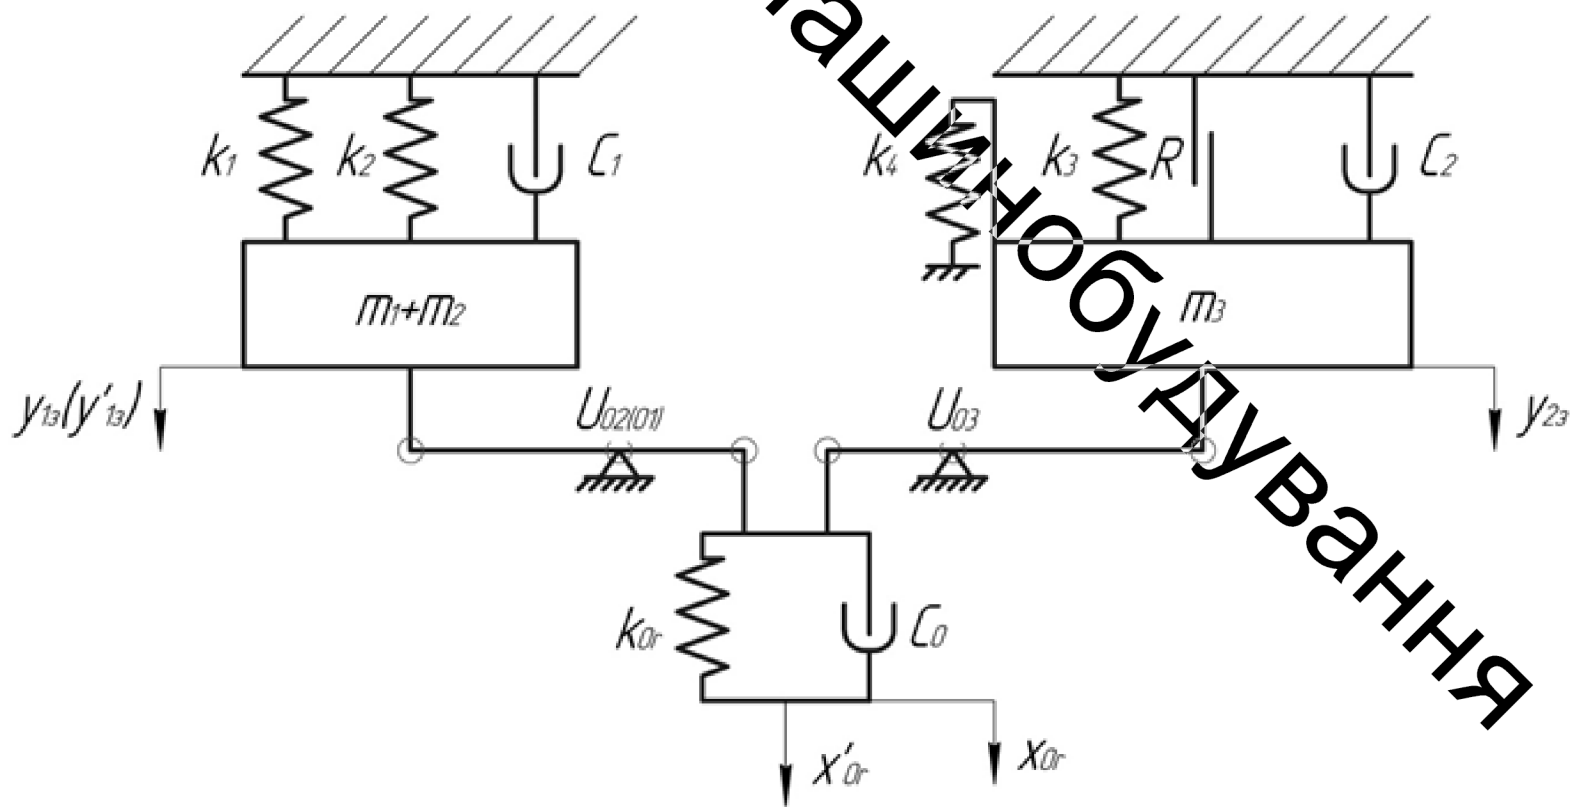 k1 k2 C1 k4 k3 R C2
m1+m2 m3
y1з(y'1з) U02(01) U03 y2з
k0r C0
x'0r x0r
машинобудування